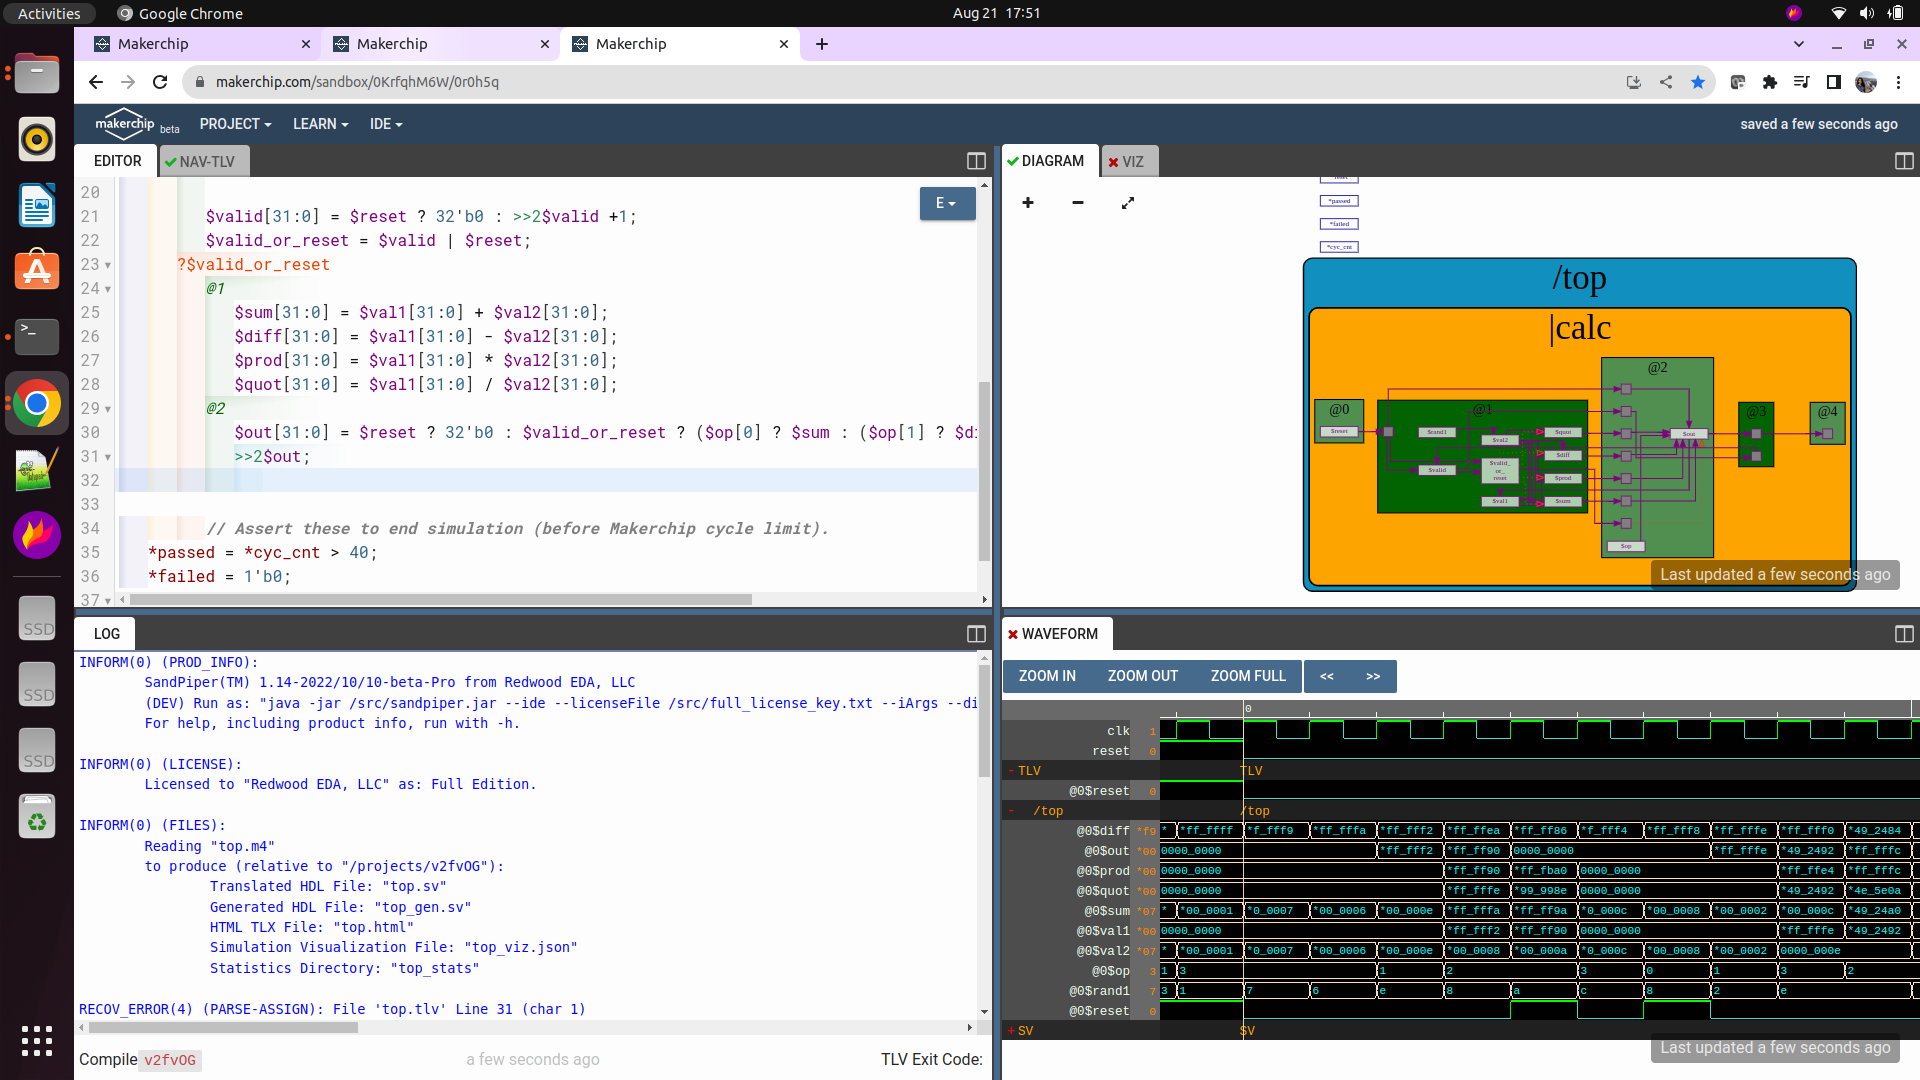 Activities
Google Chrome
Aug 21 17:51
Makerchip
Makerchip
Makerchip
makerchip.com/sandbox/0KrfqhM6W/0r0h5q
makerchip beta
PROJECT
LEARN
IDE
saved a few seconds ago
EDITOR
NAV-TLV
E
20
21 $valid[31:0] = $reset ? 32'b0 : >>2$valid +1;
22 $valid_or_reset = $valid | $reset;
23 ?$valid_or_reset
24 @1
25 $sum[31:0] = $val1[31:0] + $val2[31:0];
26 $diff[31:0] = $val1[31:0] - $val2[31:0];
27 $prod[31:0] = $val1[31:0] * $val2[31:0];
28 $quot[31:0] = $val1[31:0] / $val2[31:0];
29 @2
30 $out[31:0] = $reset ? 32'b0 : $valid_or_reset ? ($op[0] ? $sum : ($op[1] ? $di
31 >>2$out;
32
33
34 // Assert these to end simulation (before Makerchip cycle limit).
35 *passed = *cyc_cnt > 40;
36 *failed = 1'b0;
37
DIAGRAM
VIZ
*passed
*failed
*cyc_cnt
/top
|calc
@0
$reset
@1
$rand1
$val2
$valid
$valid_
or_
reset
$val1
$quot
$diff
$prod
$sum
@2
$out
$op
@3
@4
Last updated a few seconds ago
LOG
INFORM(0) (PROD_INFO):
SandPiper(TM) 1.14-2022/10/10-beta-Pro from Redwood EDA, LLC
(DEV) Run as: "java -jar /src/sandpiper.jar --ide --licenseFile /src/full_license_key.txt --iArgs --di
For help, including product info, run with -h.
INFORM(0) (LICENSE):
Licensed to "Redwood EDA, LLC" as: Full Edition.
INFORM(0) (FILES):
Reading "top.m4"
to produce (relative to "/projects/v2fvOG"):
Translated HDL File: "top.sv"
Generated HDL File: "top_gen.sv"
HTML TLX File: "top.html"
Simulation Visualization File: "top_viz.json"
Statistics Directory: "top_stats"
RECOV_ERROR(4) (PARSE-ASSIGN): File 'top.tlv' Line 31 (char 1)
Compile v2fvOG
a few seconds ago
TLV Exit Code:
WAVEFORM
ZOOM IN
ZOOM OUT
ZOOM FULL
<<
>>
0
clk 1
reset 0
- TLV TLV
@0$reset 0
- /top /top
@0$diff *f9 * *ff_ffff *f_fff9 *ff_fffa *ff_fff2 *ff_ffea *ff_ff86 *f_fff4 *ff_fff8 *ff_fffe *ff_fff0 *49_2484
@0$out *00 0000_0000 *ff_fff2 *ff_ff90 0000_0000 *ff_fffe *49_2492 *ff_fffc
@0$prod *00 0000_0000 *ff_ff90 *ff_fba0 0000_0000 *ff_ffe4 *ff_fffc
@0$quot *00 0000_0000 *ff_fffe *99_998e 0000_0000 *49_2492 *4e_5e0a
@0$sum *07 * *00_0001 *0_0007 *00_0006 *00_000e *ff_fffa *ff_ff9a *0_000c *00_0008 *00_0002 *00_000c *49_24a0
@0$val1 *00 0000_0000 *ff_fff2 *ff_ff90 0000_0000 *ff_fffe *49_2492
@0$val2 *07 * *00_0001 *0_0007 *00_0006 *00_000e *00_0008 *00_000a *0_000c *00_0008 *00_0002 0000_000e
@0$op 3 1 3 1 2 3 0 1 3 2
@0$rand1 7 3 1 7 6 e 8 a c 8 2 e
@0$reset 0
+ SV SV
Last updated a few seconds ago
SSD
SSD
SSD